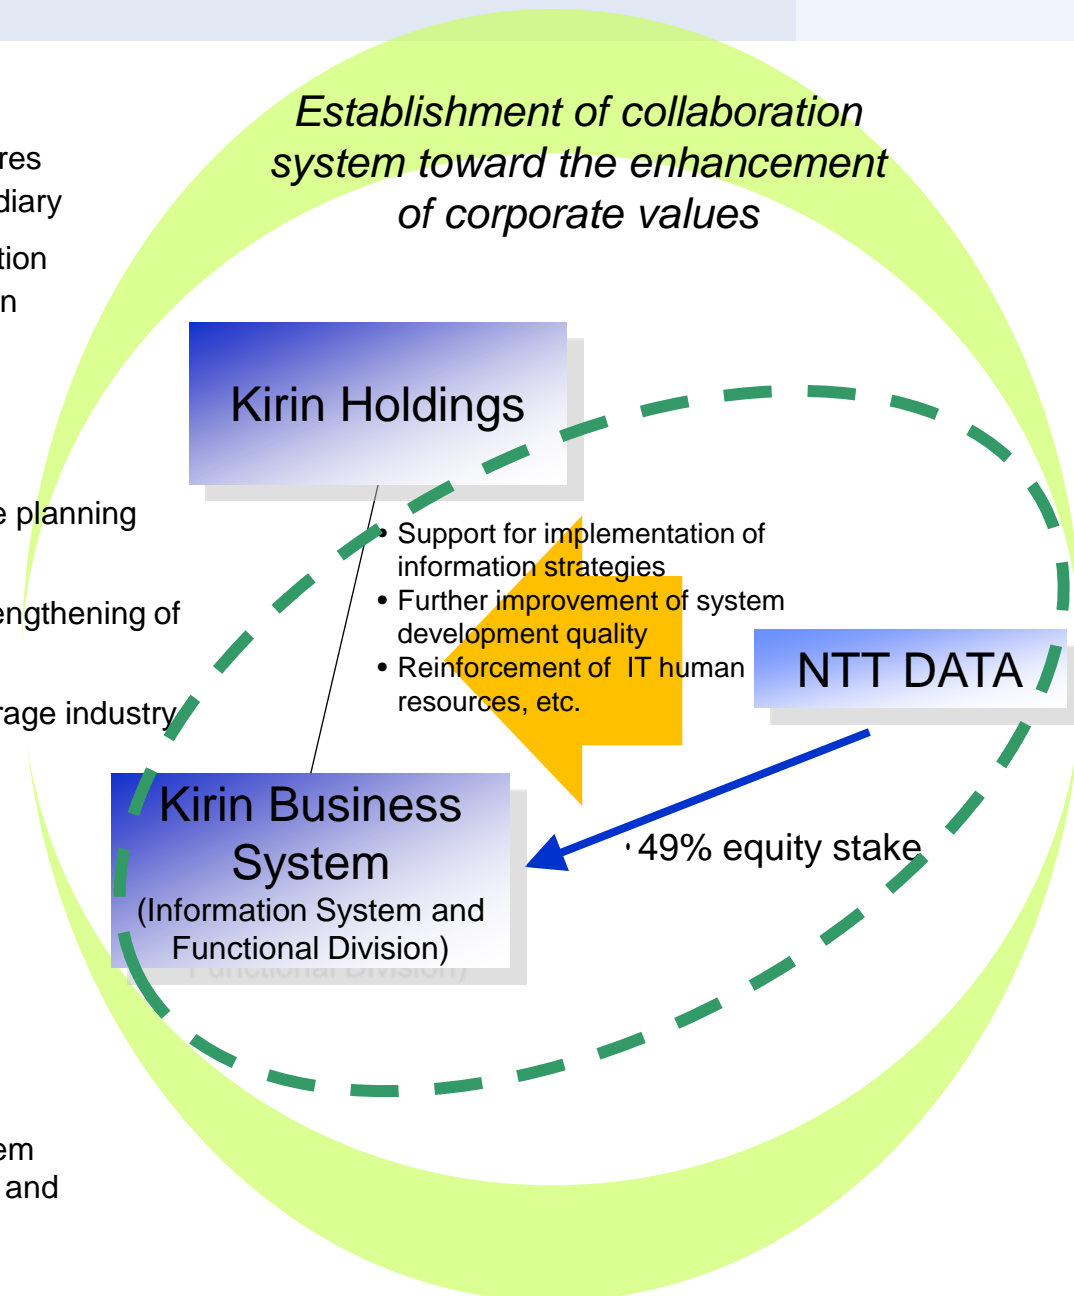 Establishment of collaboration
system toward the enhancement
of corporate values
res
diary
tion
n
e planning
engthening of
rage industry
em
and
Kirin Holdings
• Support for implementation of
information strategies
• Further improvement of system
development quality
• Reinforcement of IT human
resources, etc.
NTT DATA
Kirin Business
System
(Information System and
Functional Division)
·49% equity stake